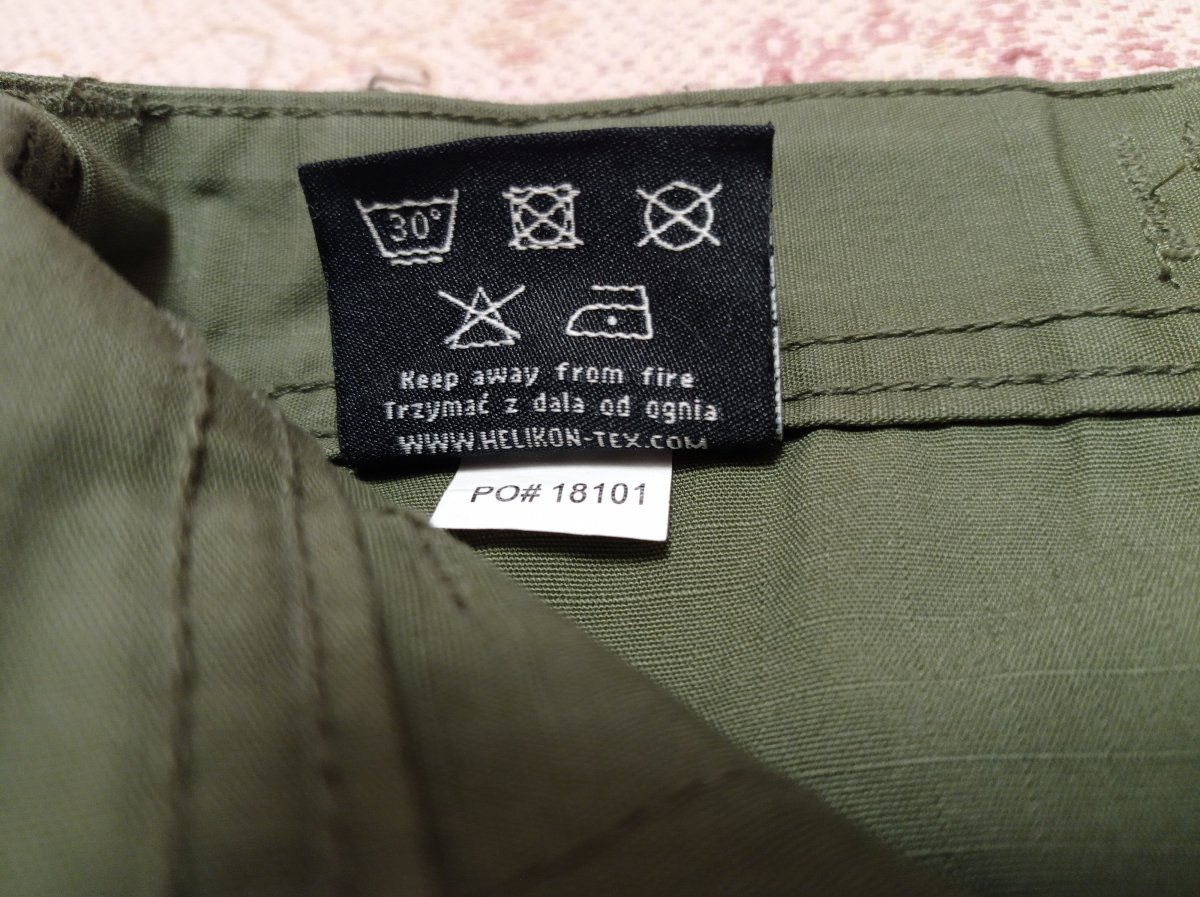 30°
Keep away from fire
Trzymać z dala od ognia
WWW.HELIKON-TEX.COM
PO# 18101